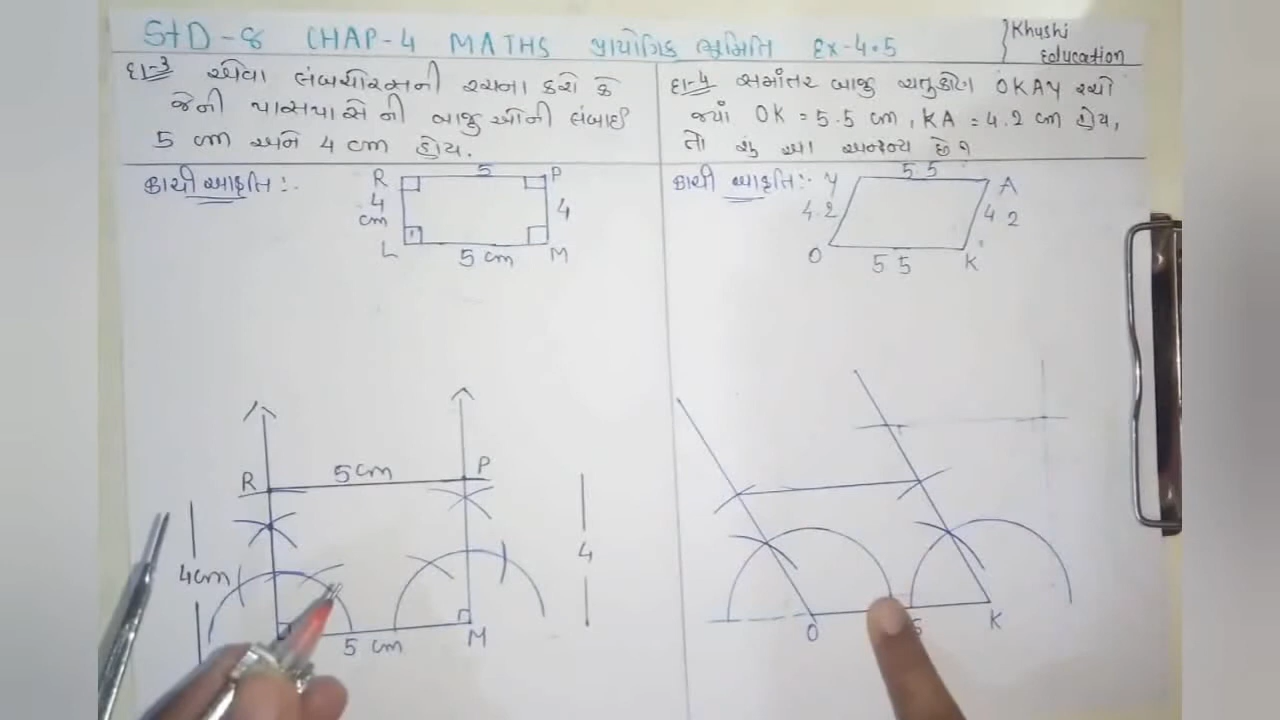 STD-8 CHAP-4 MATHS પ્રાયોગિક ભૂમિતિ Ex-4.5
Khushi
Education
દા-3 એવા લંબચોરસની રચના કરો કે
જેની પાસપાસેની બાજુઓની લંબાઈ
5 cm અને 4 cm હોય.
દા-4 સમાંતર બાજુ ચતુષ્કોણ OKAY રચો
જ્યાં OK = 5.5 cm, KA = 4.2 cm હોય,
તો શું આ અનન્ય છે?
કાચી આકૃતિ :-
R 5 P
4
cm
4
L 5 cm M
કાચી આકૃતિ :-
Y 5.5 A
4.2 4.2
O 5.5 K
R 5cm P
4cm
4
5 cm M
O K